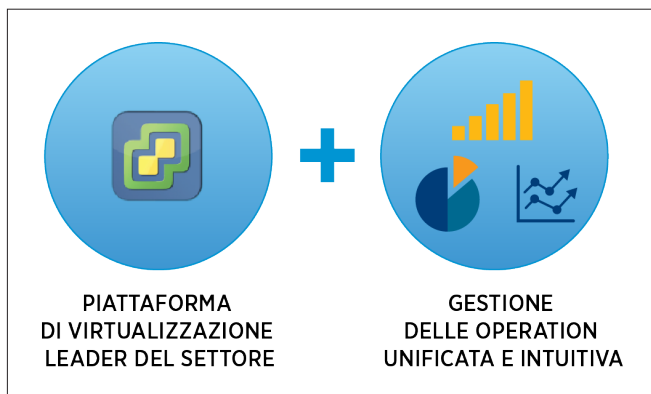 PIATTAFORMA
DI VIRTUALIZZAZIONE
LEADER DEL SETTORE
GESTIONE
DELLE OPERATION
UNIFICATA E INTUITIVA